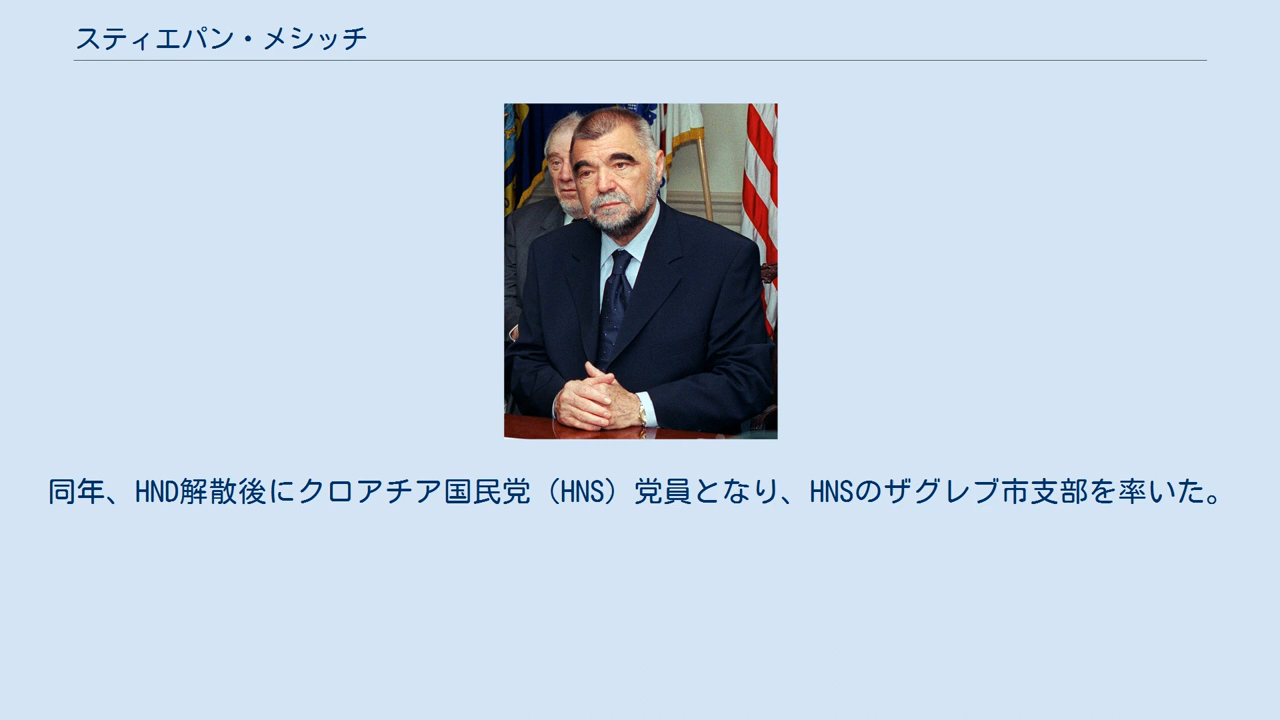 スティエパン・メシッチ
同年、HND解散後にクロアチア国民党（HNS）党員となり、HNSのザグレブ市支部を率いた。